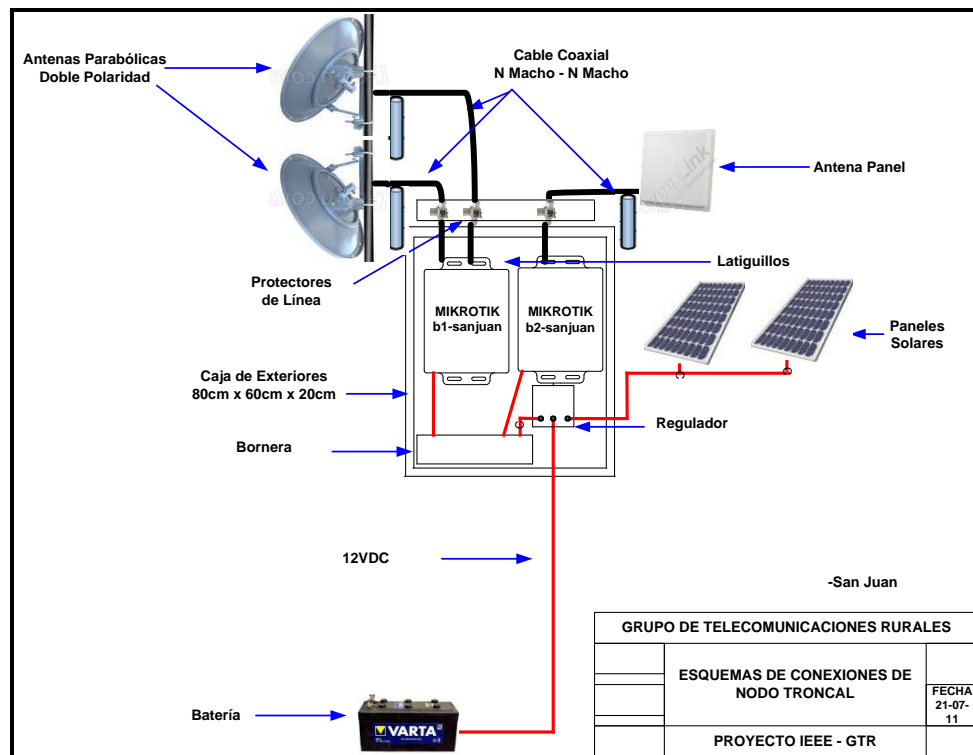 Antenas Parabólicas
Doble Polaridad
Cable Coaxial
N Macho - N Macho
Antena Panel
Protectores
de Línea
Latiguillos
MIKROTIK
b1-sanjuan
MIKROTIK
b2-sanjuan
Paneles
Solares
Caja de Exteriores
80cm x 60cm x 20cm
Regulador
Bornera
12VDC
-San Juan
GRUPO DE TELECOMUNICACIONES RURALES
ESQUEMAS DE CONEXIONES DE
NODO TRONCAL
FECHA
21-07-
11
PROYECTO IEEE - GTR
Batería
VARTA